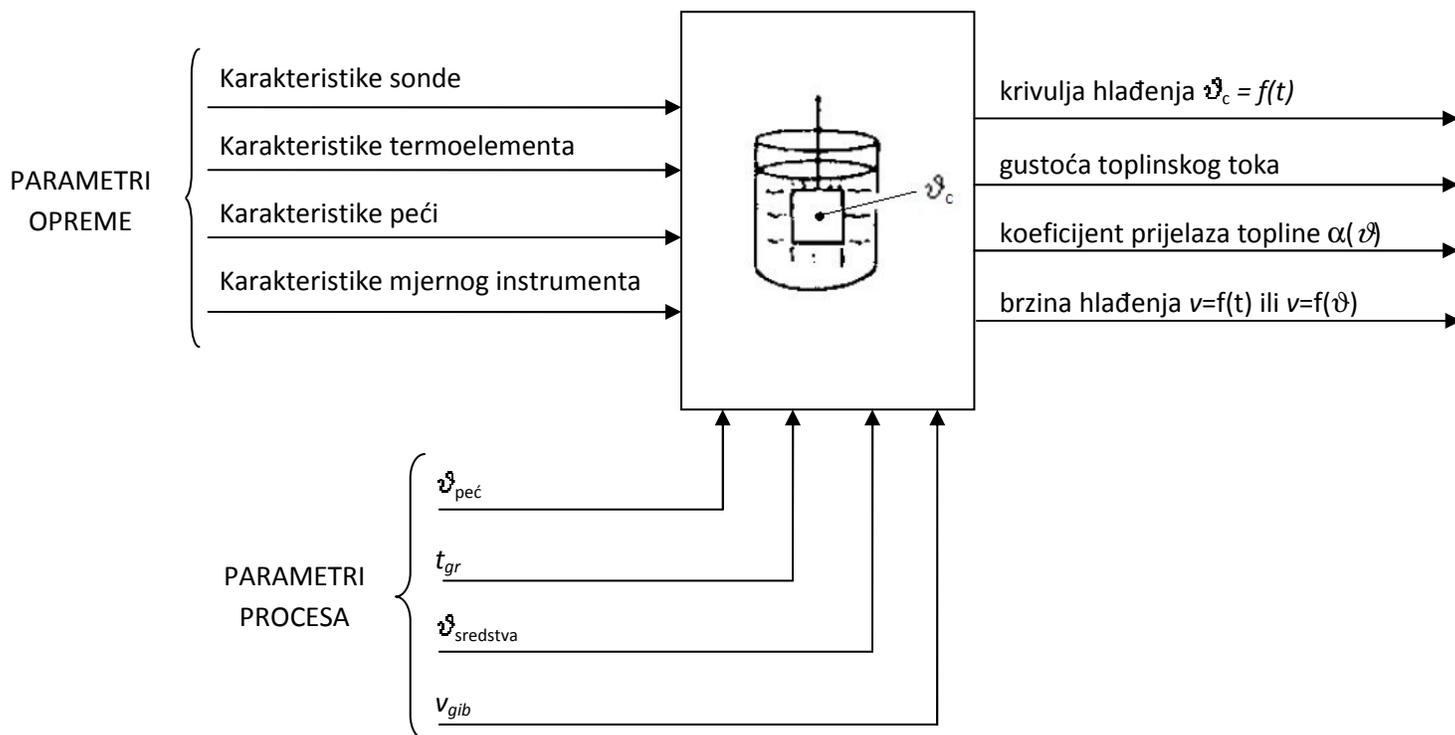 PARAMETRI
OPREME
Karakteristike sonde
Karakteristike termoelementa
Karakteristike peći
Karakteristike mjernog instrumenta
ϑc
krivulja hlađenja ϑc = f(t)
gustoća toplinskog toka
koeficijent prijelaza topline α(ϑ)
brzina hlađenja v=f(t) ili v=f(ϑ)
PARAMETRI
PROCESA
ϑpeć
tgr
ϑsredstva
vgib